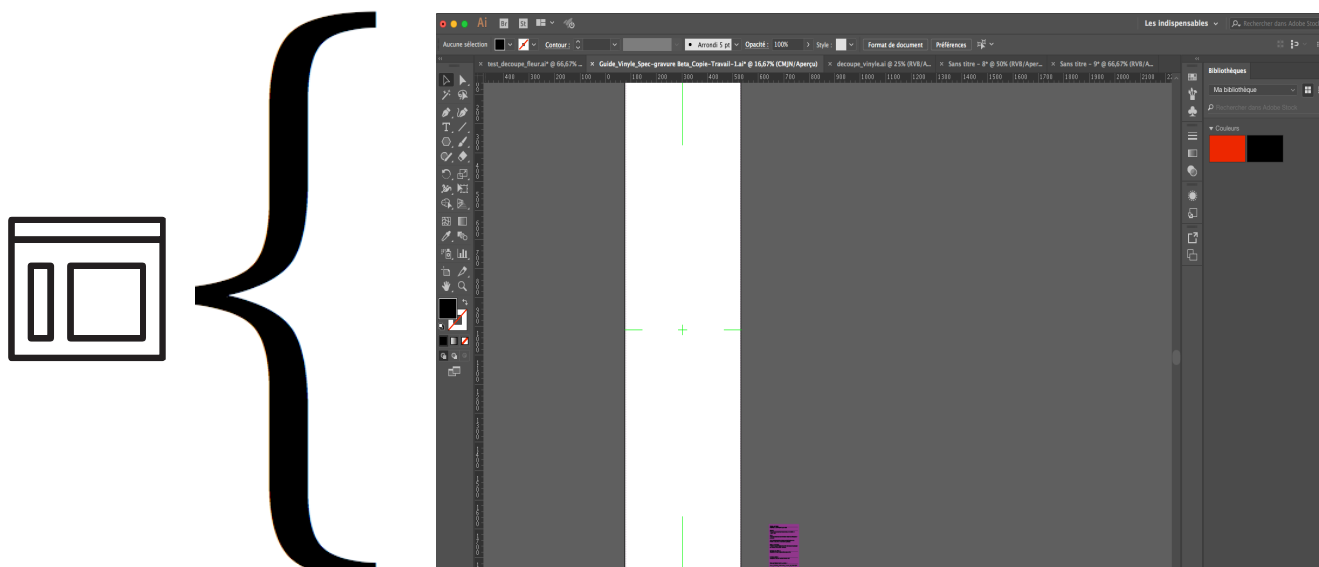 Ai Br St Les indispensables Rechercher dans Adobe Stock
Aucune sélection Contour : Arrondi 5 pt Opacité : 100% Style : Format de document Préférences
× test_decoupe_fleur.ai* @ 66,67% ... × Guide_Vinyle_Spec-gravure Beta_Copie-Travail-1.ai* @ 16,67% (CMJN/Aperçu) × decoupe_vinyle.ai @ 25% (RVB/A... × Sans titre - 8* @ 50% (RVB/Aper... × Sans titre - 9* @ 66,67% (RVB/A...
400 300 200 100 0 100 200 300 400 500 600 700 800 900 1000 1100 1200 1300 1400 1500 1600 1700 1800 1900 2000 2100
Bibliothèques
Ma bibliothèque
Rechercher dans Adobe Stock
Couleurs